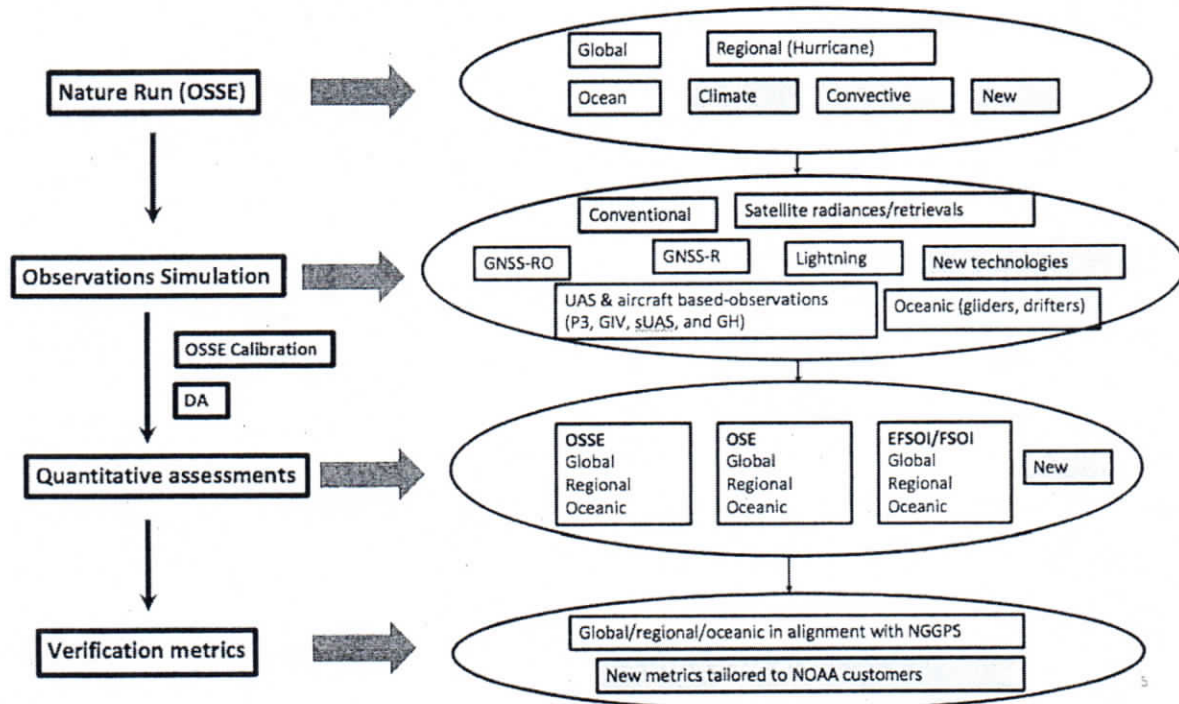 Global
Regional (Hurricane)
Nature Run (OSSE)
Ocean
Climate
Convective
New
Conventional
Satellite radiances/retrievals
GNSS-RO
GNSS-R
Lightning
New technologies
Observations Simulation
UAS & aircraft based-observations
(P3, GIV, sUAS, and GH)
Oceanic (gliders, drifters)
OSSE Calibration
DA
Quantitative assessments
OSSE
Global
Regional
Oceanic
OSE
Global
Regional
Oceanic
EFSOI/FSOI
Global
Regional
Oceanic
New
Verification metrics
Global/regional/oceanic in alignment with NGGPS
New metrics tailored to NOAA customers
5